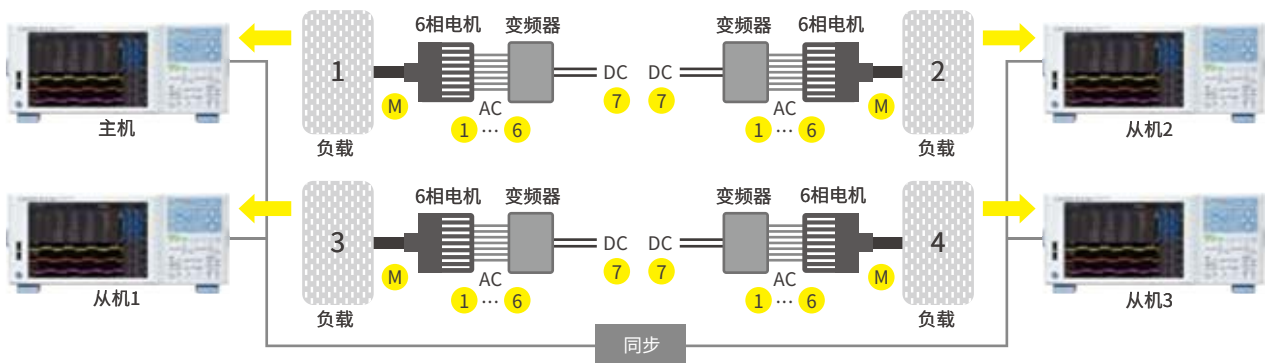 6相电机 变频器 变频器 6相电机
1 DC DC 2
M 7 7 M
AC AC
1 … 6 1 … 6
主机 负载 负载 从机2
6相电机 变频器 变频器 6相电机
3 DC DC 4
M 7 7 M
AC AC
1 … 6 1 … 6
从机1 负载 负载 从机3
同步